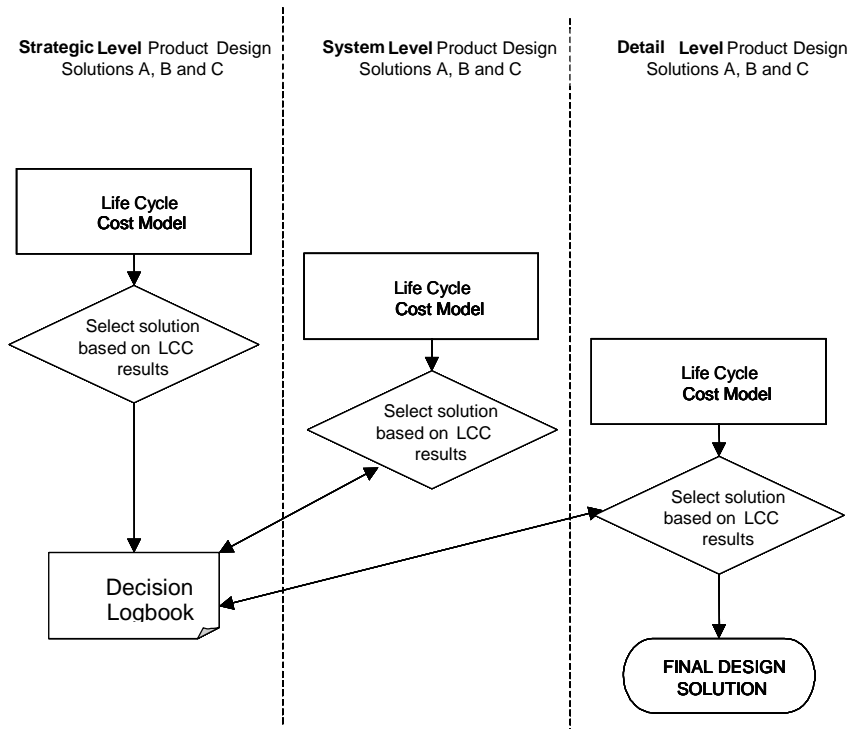 Strategic Level Product Design
Solutions A, B and C
System Level Product Design
Solutions A, B and C
Detail Level Product Design
Solutions A, B and C
Life Cycle
Cost Model
Select solution
based on LCC
results
Decision
Logbook
Life Cycle
Cost Model
Select solution
based on LCC
results
Life Cycle
Cost Model
Select solution
based on LCC
results
FINAL DESIGN
SOLUTION